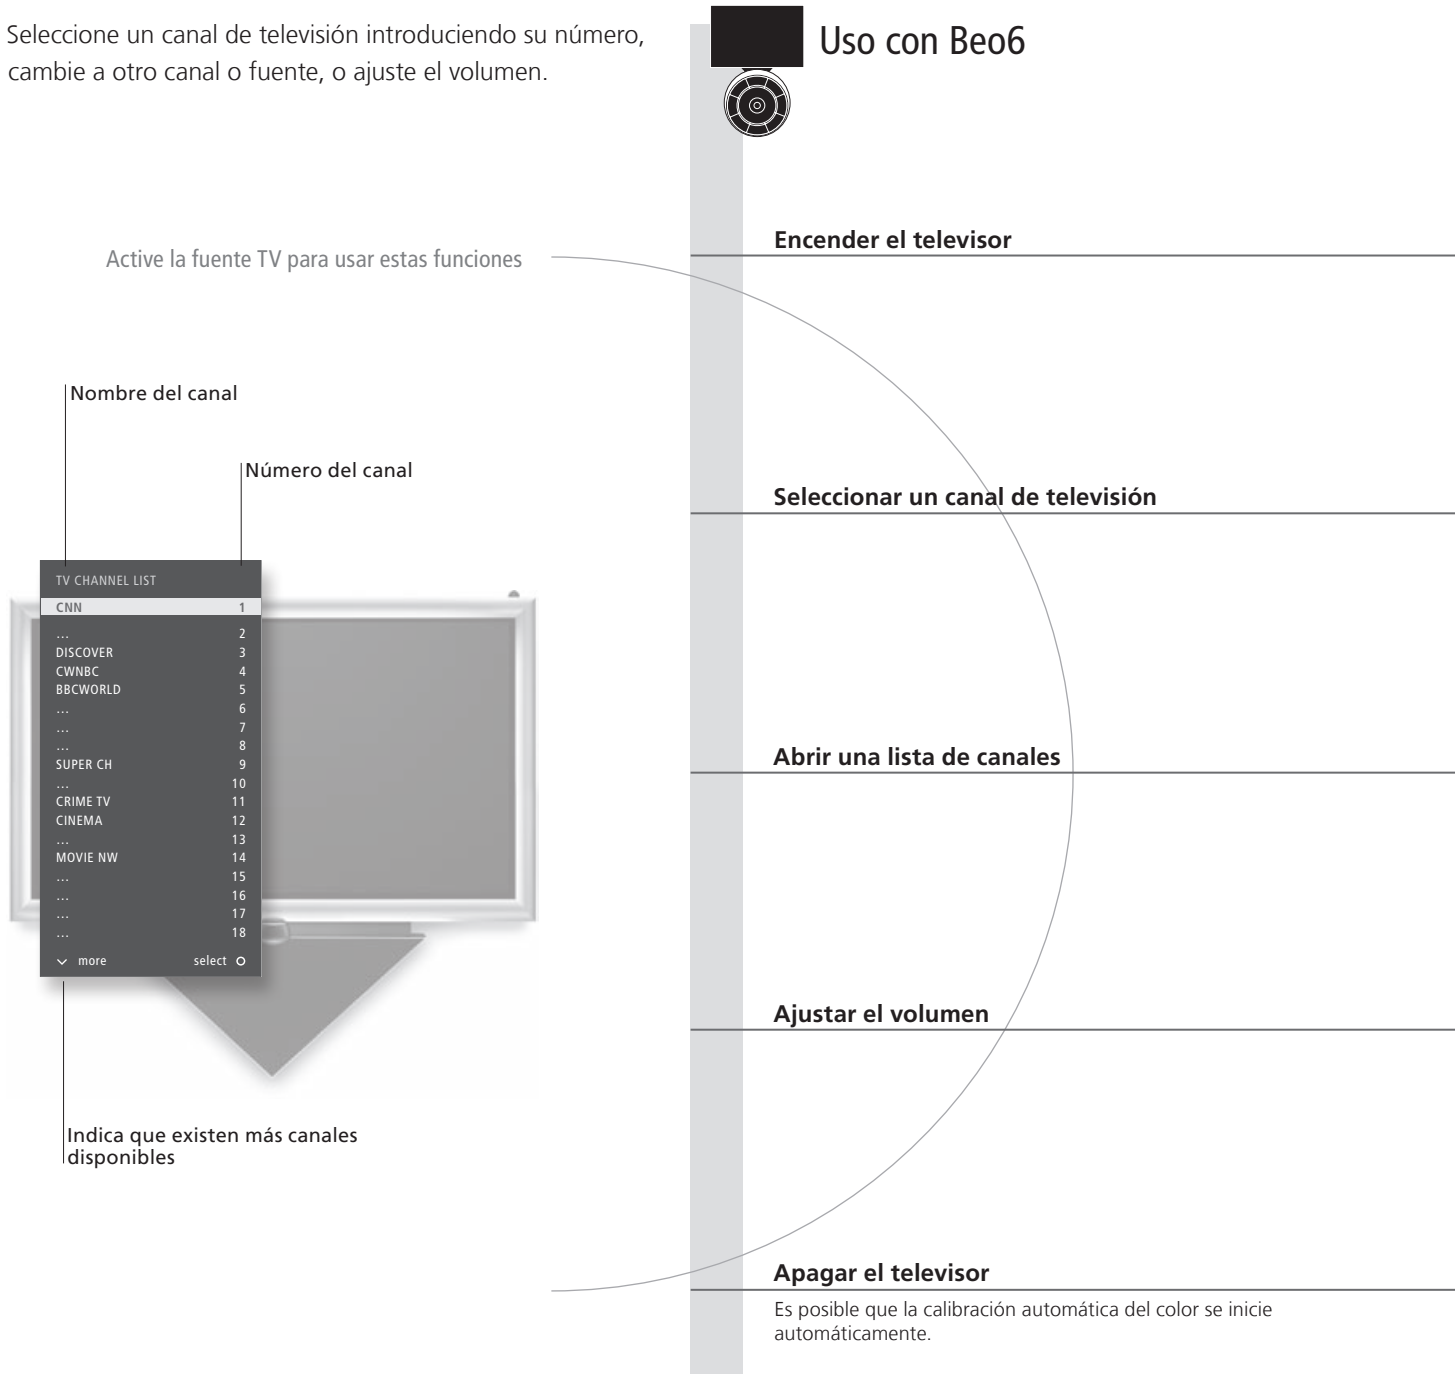 Seleccione un canal de televisión introduciendo su número,
cambie a otro canal o fuente, o ajuste el volumen.
Uso con Beo6
Active la fuente TV para usar estas funciones
Nombre del canal
Número del canal
TV CHANNEL LIST
CNN 1
... 2
DISCOVER 3
CWNBC 4
BBCWORLD 5
... 6
... 7
... 8
SUPER CH 9
... 10
CRIME TV 11
CINEMA 12
... 13
MOVIE NW 14
... 15
... 16
... 17
... 18
more select
Indica que existen más canales
disponibles
Encender el televisor
Seleccionar un canal de televisión
Abrir una lista de canales
Ajustar el volumen
Apagar el televisor
Es posible que la calibración automática del color se inicie
automáticamente.